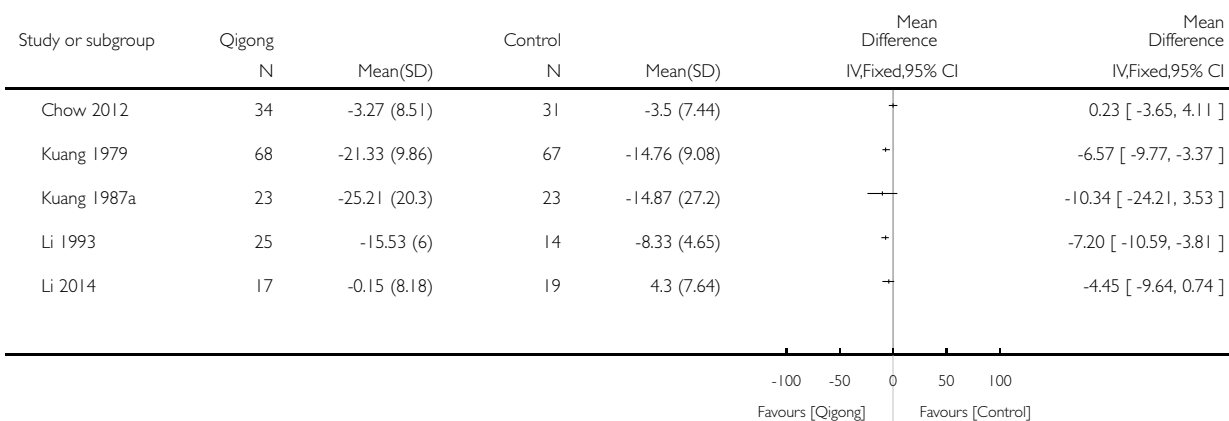 Mean Mean
Study or subgroup Qigong Control Difference Difference
N Mean(SD) N Mean(SD) IV,Fixed,95% CI IV,Fixed,95% CI
Chow 2012 34 -3.27 (8.51) 31 -3.5 (7.44) 0.23 [ -3.65, 4.11 ]
Kuang 1979 68 -21.33 (9.86) 67 -14.76 (9.08) -6.57 [ -9.77, -3.37 ]
Kuang 1987a 23 -25.21 (20.3) 23 -14.87 (27.2) -10.34 [ -24.21, 3.53 ]
Li 1993 25 -15.53 (6) 14 -8.33 (4.65) -7.20 [ -10.59, -3.81 ]
Li 2014 17 -0.15 (8.18) 19 4.3 (7.64) -4.45 [ -9.64, 0.74 ]
-100 -50 0 50 100
Favours [Qigong] Favours [Control]